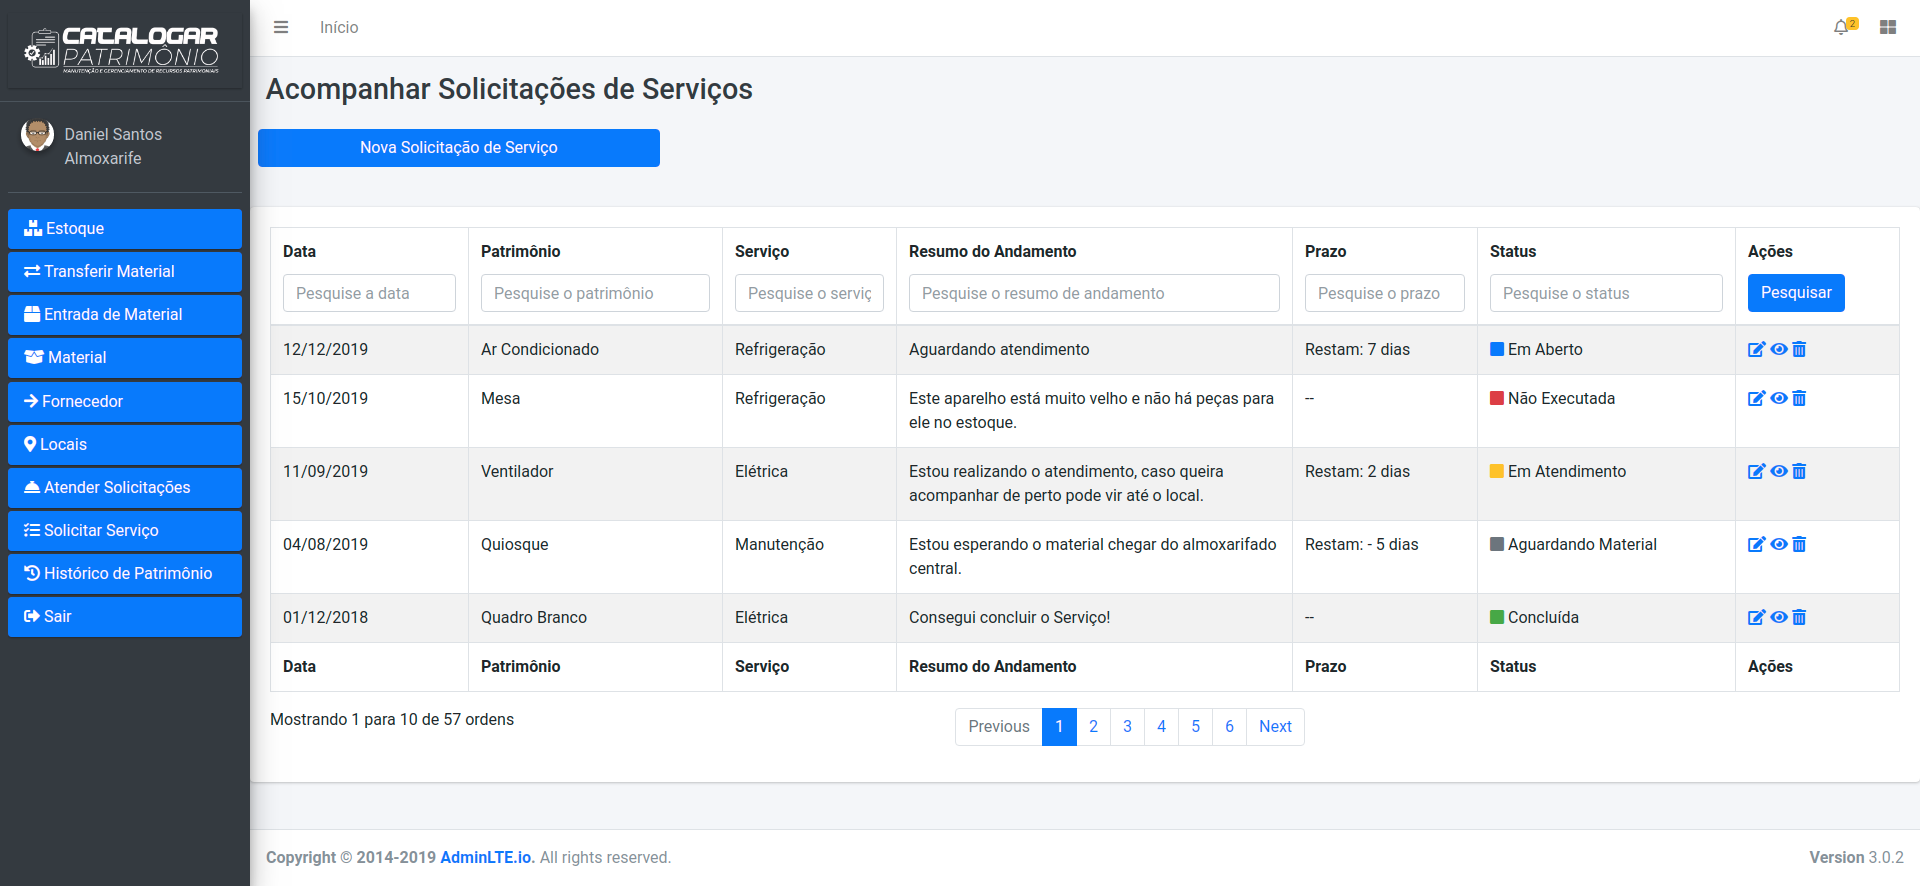 CATALOGAR
PATRIMÔNIO
MANUTENÇÃO E GERENCIAMENTO DE RECURSOS PATRIMONIAIS
Daniel Santos
Almoxarife
Estoque
Transferir Material
Entrada de Material
Material
Fornecedor
Locais
Atender Solicitações
Solicitar Serviço
Histórico de Patrimônio
Sair
Início
2
Acompanhar Solicitações de Serviços
Nova Solicitação de Serviço
Data Patrimônio Serviço Resumo do Andamento Prazo Status Ações
Pesquise a data Pesquise o patrimônio Pesquise o serviç Pesquise o resumo de andamento Pesquise o prazo Pesquise o status Pesquisar
12/12/2019 Ar Condicionado Refrigeração Aguardando atendimento Restam: 7 dias Em Aberto
15/10/2019 Mesa Refrigeração Este aparelho está muito velho e não há peças para -- Não Executada
ele no estoque.
11/09/2019 Ventilador Elétrica Estou realizando o atendimento, caso queira Restam: 2 dias Em Atendimento
acompanhar de perto pode vir até o local.
04/08/2019 Quiosque Manutenção Estou esperando o material chegar do almoxarifado Restam: - 5 dias Aguardando Material
central.
01/12/2018 Quadro Branco Elétrica Consegui concluir o Serviço! -- Concluída
Data Patrimônio Serviço Resumo do Andamento Prazo Status Ações
Mostrando 1 para 10 de 57 ordens
Previous 1 2 3 4 5 6 Next
Copyright © 2014-2019 AdminLTE.io. All rights reserved.
Version 3.0.2